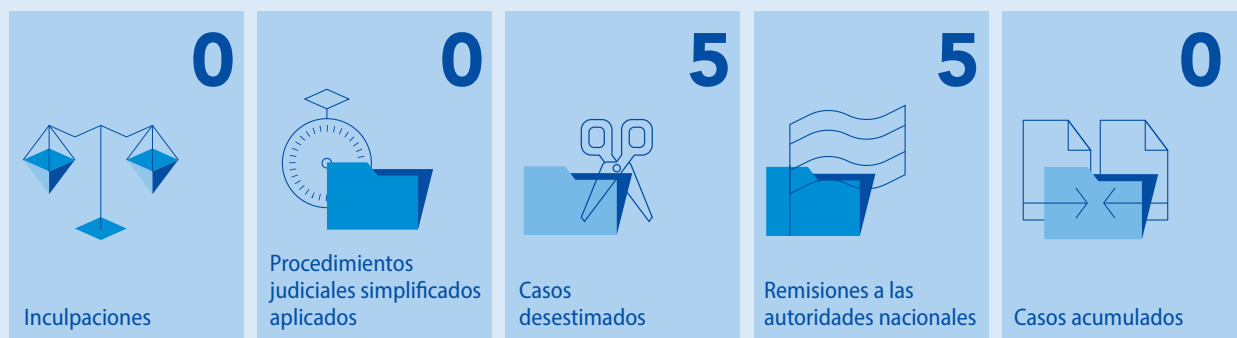 0
Inculpaciones
0
Procedimientos
judiciales simplificados
aplicados
5
Casos
desestimados
5
Remisiones a las
autoridades nacionales
0
Casos acumulados